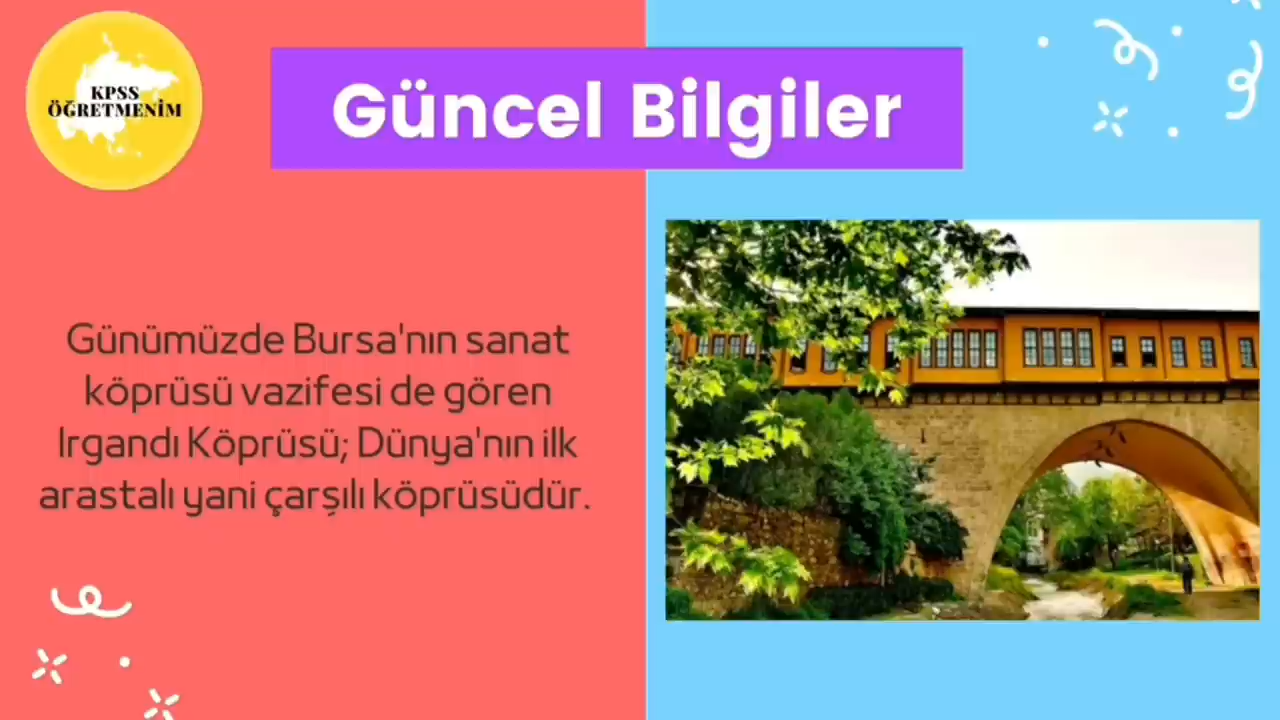 KPSS
ÖĞRETMENİM
Güncel Bilgiler
Günümüzde Bursa'nın sanat
köprüsü vazifesi de gören
Irgandı Köprüsü; Dünya'nın ilk
arastalı yani çarşılı köprüsüdür.